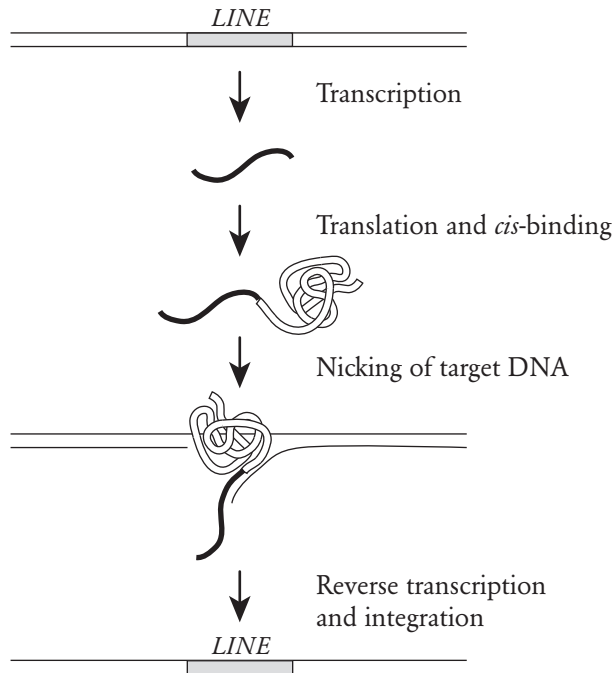 LINE
Transcription
Translation and cis-binding
Nicking of target DNA
Reverse transcription
and integration
LINE